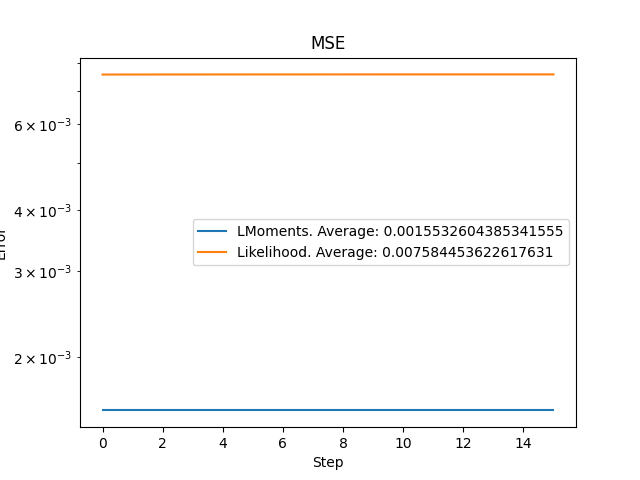 MSE
6 × 10⁻³
4 × 10⁻³
3 × 10⁻³
2 × 10⁻³
Error
LMoments. Average: 0.0015532604385341555
Likelihood. Average: 0.007584453622617631
0 2 4 6 8 10 12 14
Step